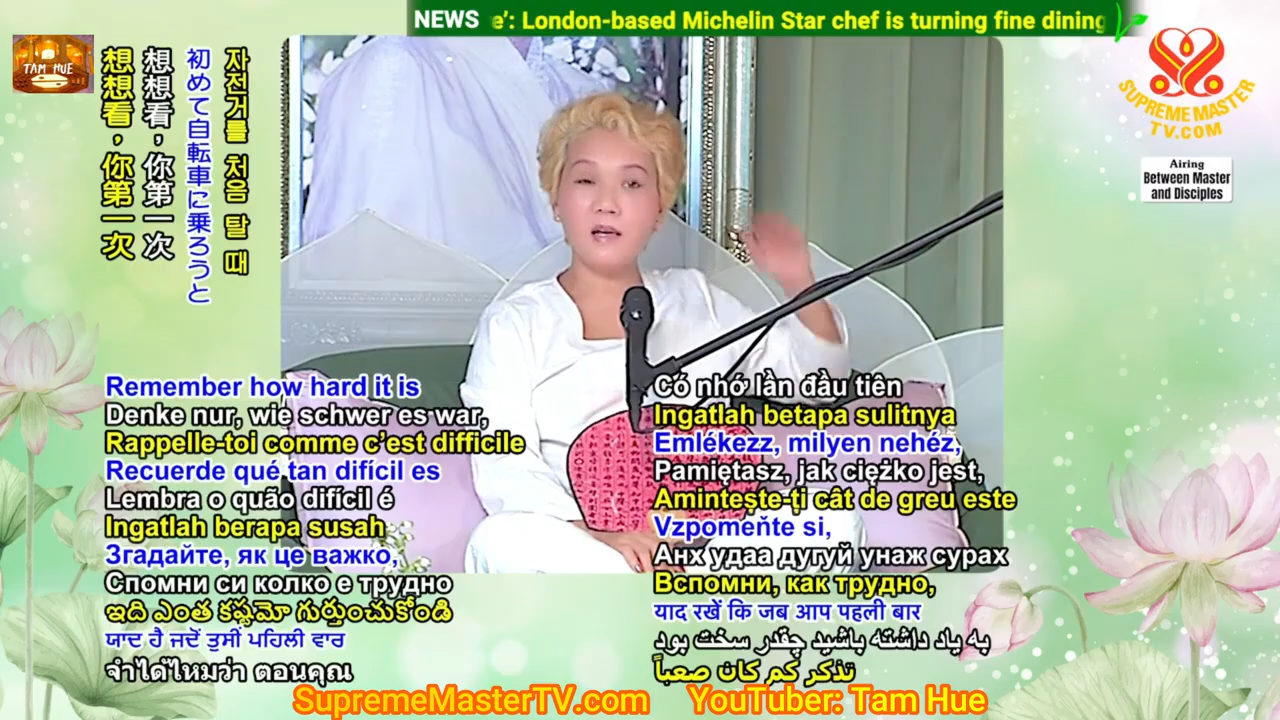 NEWS e’: London-based Michelin Star chef is turning fine dining
TAM HUE
SUPREME MASTER
TV.COM
Airing
Between Master
and Disciples
想想看，你第一次
想想看，你第一次
初めて自転車に乗ろうと
자전거를 처음 탈 때
Remember how hard it is
Denke nur, wie schwer es war,
Rappelle-toi comme c’est difficile
Recuerde qué tan difícil es
Lembra o quão difícil é
Ingatlah berapa susah
Згадайте, як це важко,
Спомни си колко е трудно
ఇది ఎంత కష్టమో గుర్తుంచుకోండి
ਯਾਦ ਹੈ ਜਦੋਂ ਤੁਸੀਂ ਪਹਿਲੀ ਵਾਰ
จำได้ไหมว่า ตอนคุณ
Có nhớ lần đầu tiên
Ingatlah betapa sulitnya
Emlékezz, milyen nehéz,
Pamiętasz, jak ciężko jest,
Amintește-ți cât de greu este
Vzpomeňte si,
Анх удаа дугуй унаж сурах
Вспомни, как трудно,
याद रखें कि जब आप पहली बार
به یاد داشته باشید چقدر سخت بود
تذكر كم كان صعباً
SupremeMasterTV.com YouTuber: Tam Hue